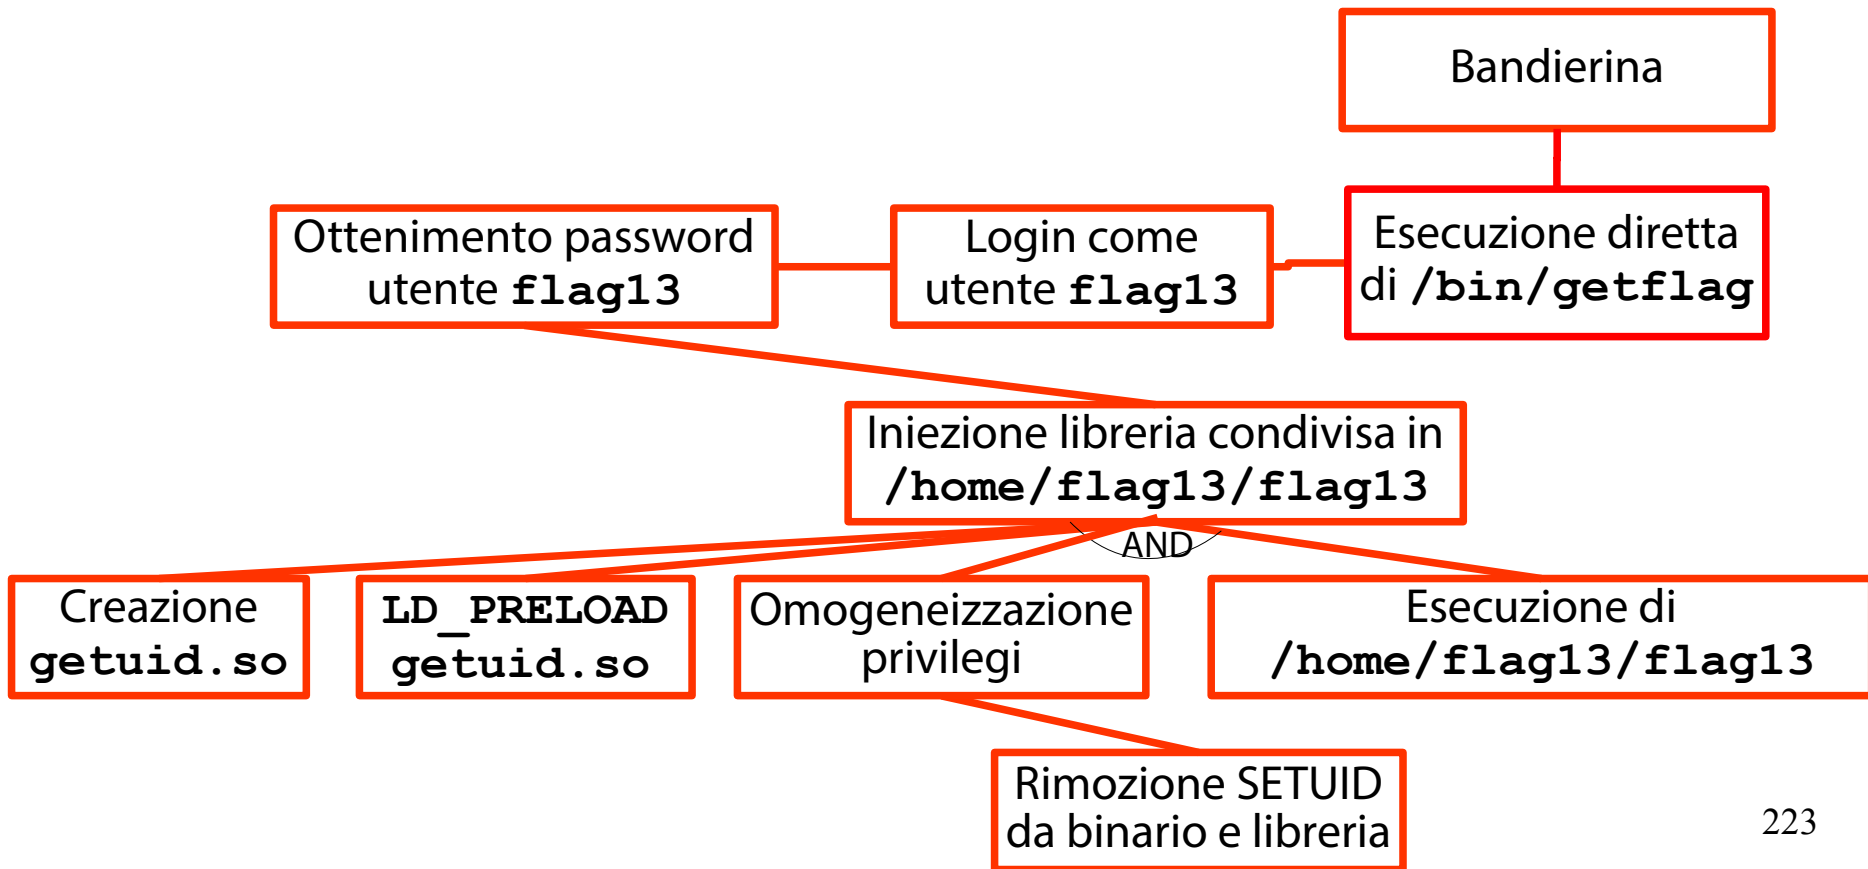 Bandierina
Ottenimento password
utente flag13
Login come
utente flag13
Esecuzione diretta
di /bin/getflag
Iniezione libreria condivisa in
/home/flag13/flag13
AND
Creazione
getuid.so
LD_PRELOAD
getuid.so
Omogeneizzazione
privilegi
Esecuzione di
/home/flag13/flag13
Rimozione SETUID
da binario e libreria
223